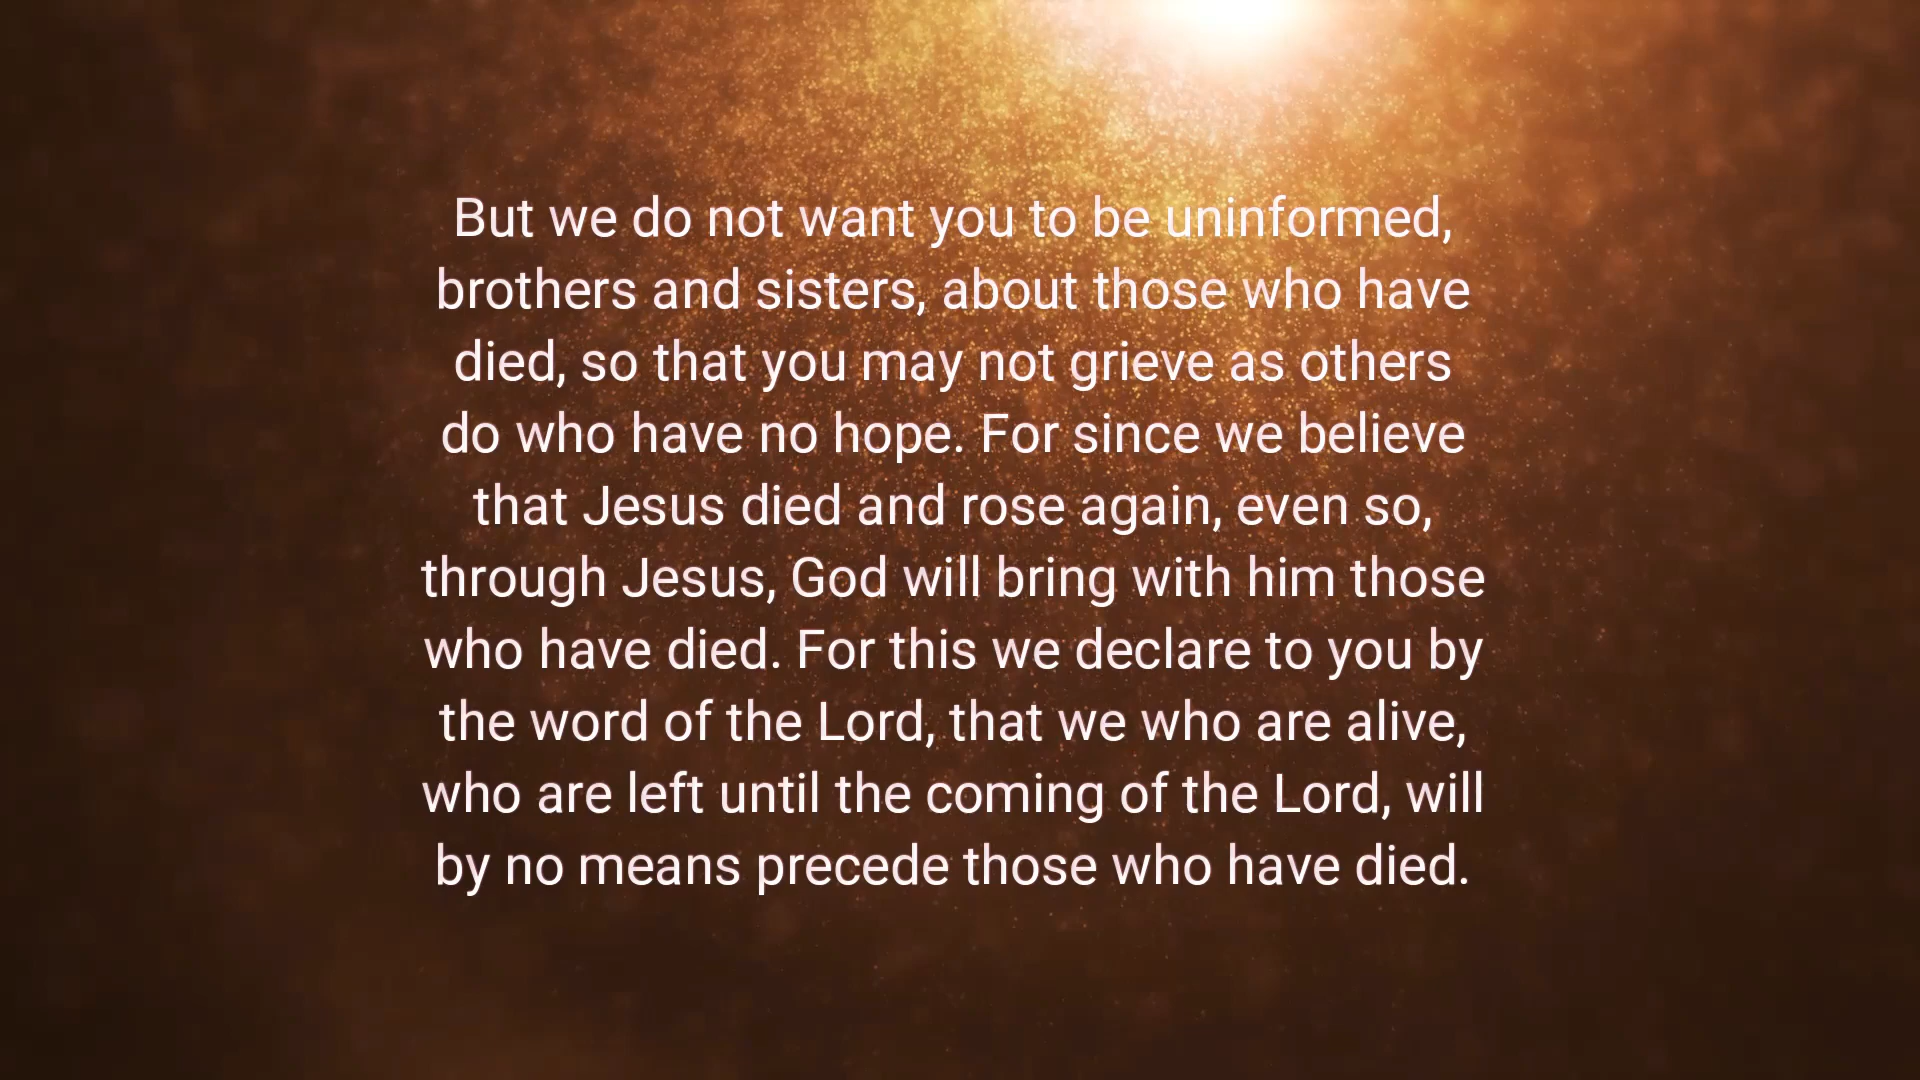 But we do not want you to be uninformed,
brothers and sisters, about those who have
died, so that you may not grieve as others
do who have no hope. For since we believe
that Jesus died and rose again, even so,
through Jesus, God will bring with him those
who have died. For this we declare to you by
the word of the Lord, that we who are alive,
who are left until the coming of the Lord, will
by no means precede those who have died.